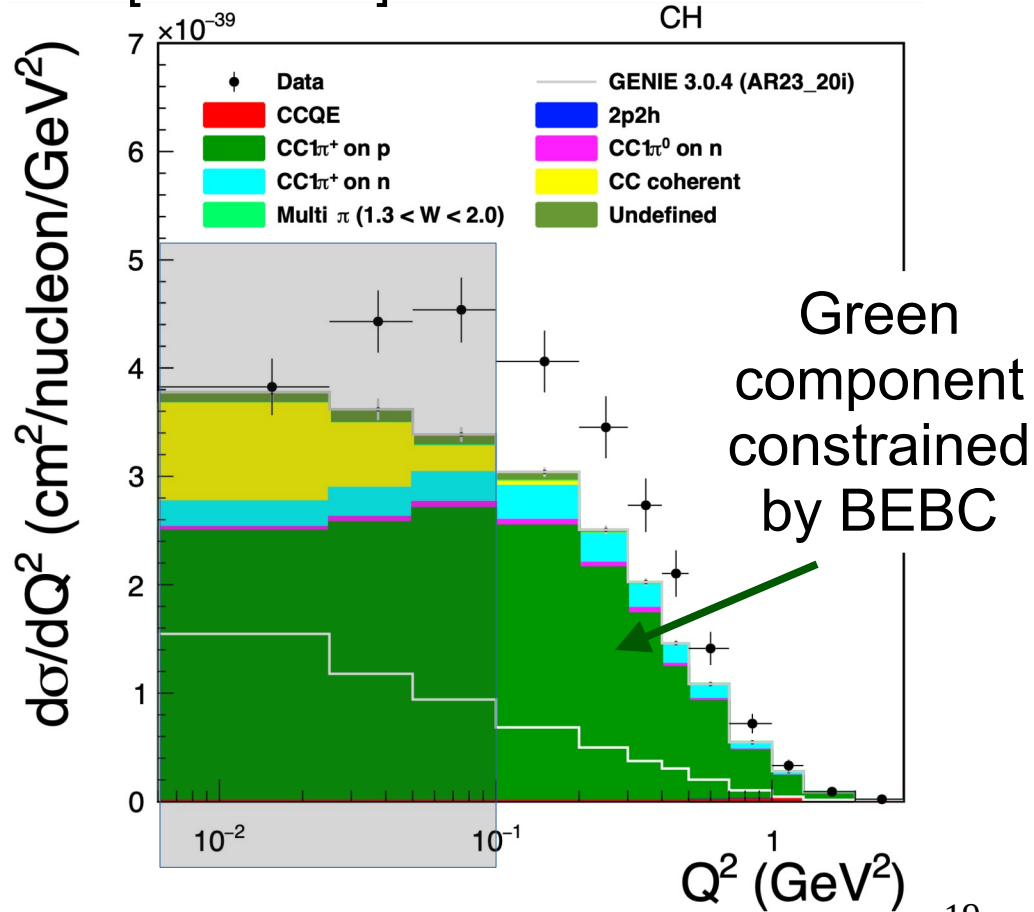 CH
×10⁻³⁹
Data
GENIE 3.0.4 (AR23_20i)
CCQE
2p2h
CC1π⁺ on p
CC1π⁰ on n
CC1π⁺ on n
CC coherent
Multi π (1.3 < W < 2.0)
Undefined
dσ/dQ² (cm²/nucleon/GeV²)
7
6
5
4
3
2
1
0
Green
component
constrained
by BEBC
10⁻²
10⁻¹
1
Q² (GeV²)